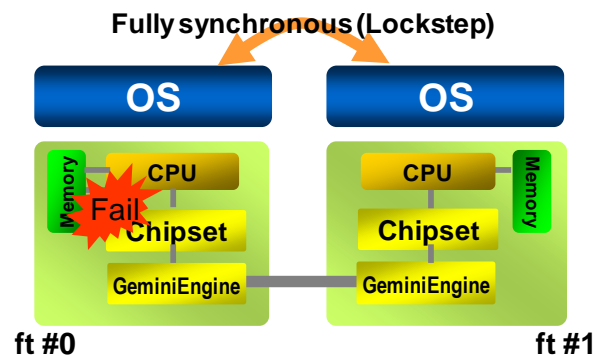 Fully synchronous (Lockstep)
OS
OS
Memory
CPU
Fail
Chipset
GeminiEngine
CPU
Memory
Chipset
GeminiEngine
ft #0
ft #1